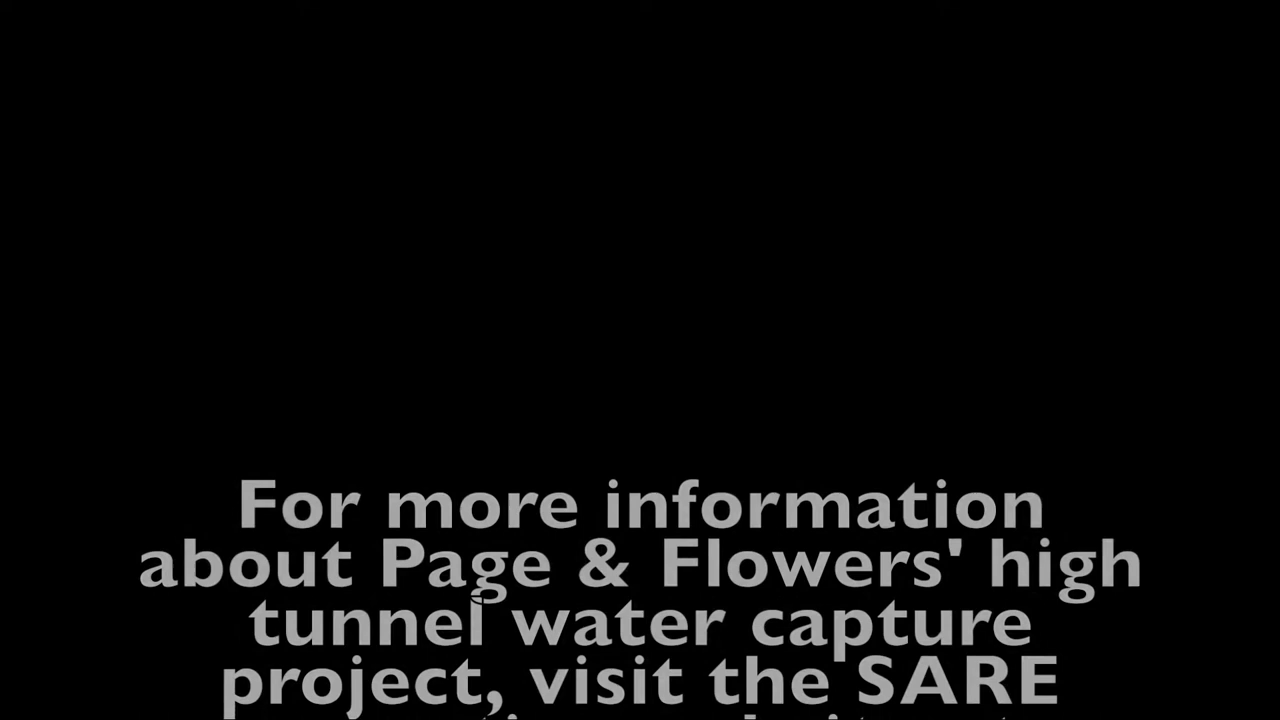 For more information
about Page & Flowers' high
tunnel water capture
project, visit the SARE